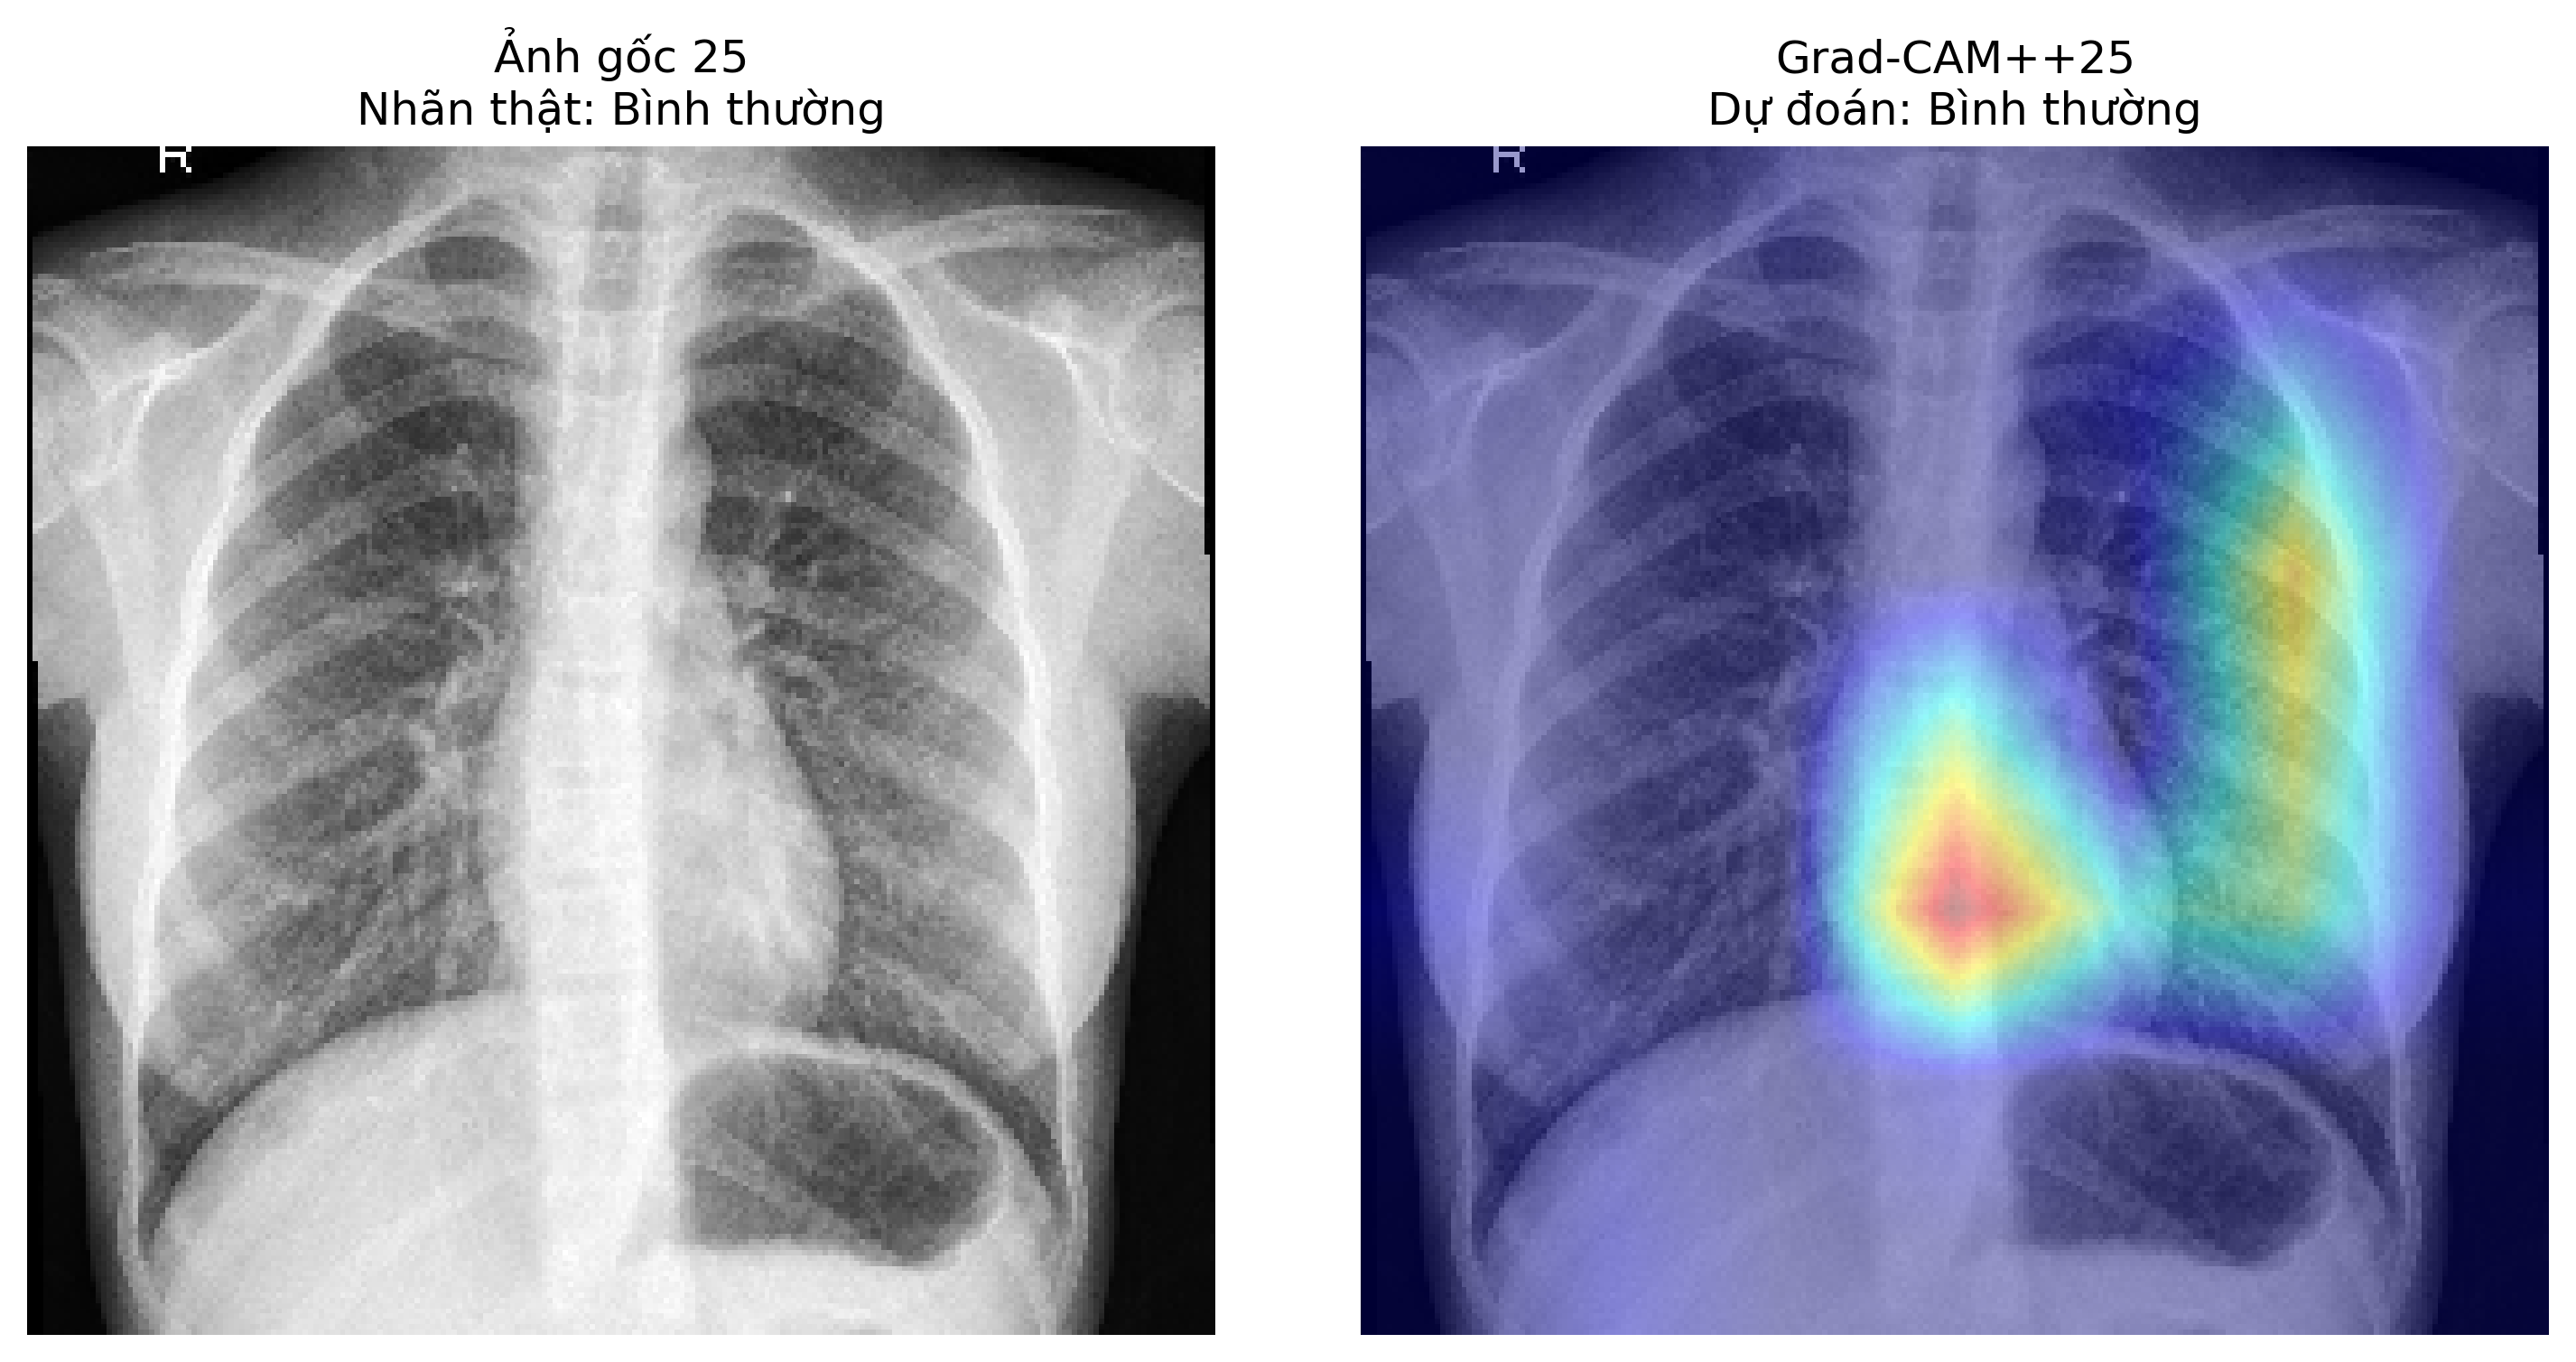 Ảnh gốc 25
Nhãn thật: Bình thường
Grad-CAM++25
Dự đoán: Bình thường